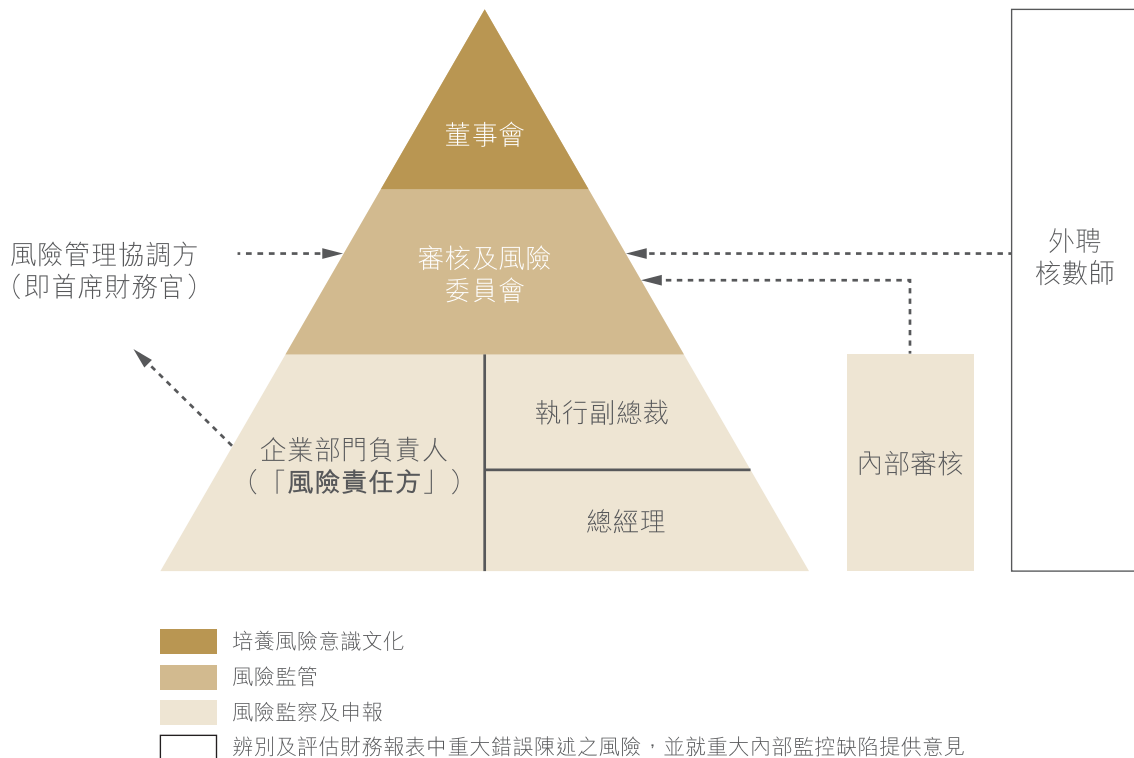 董事會
風險管理協調方
（即首席財務官）
審核及風險
委員會
外聘
核數師
企業部門負責人
（「風險責任方」）
執行副總裁
總經理
內部審核
培養風險意識文化
風險監管
風險監察及申報
辨別及評估財務報表中重大錯誤陳述之風險，並就重大內部監控缺陷提供意見